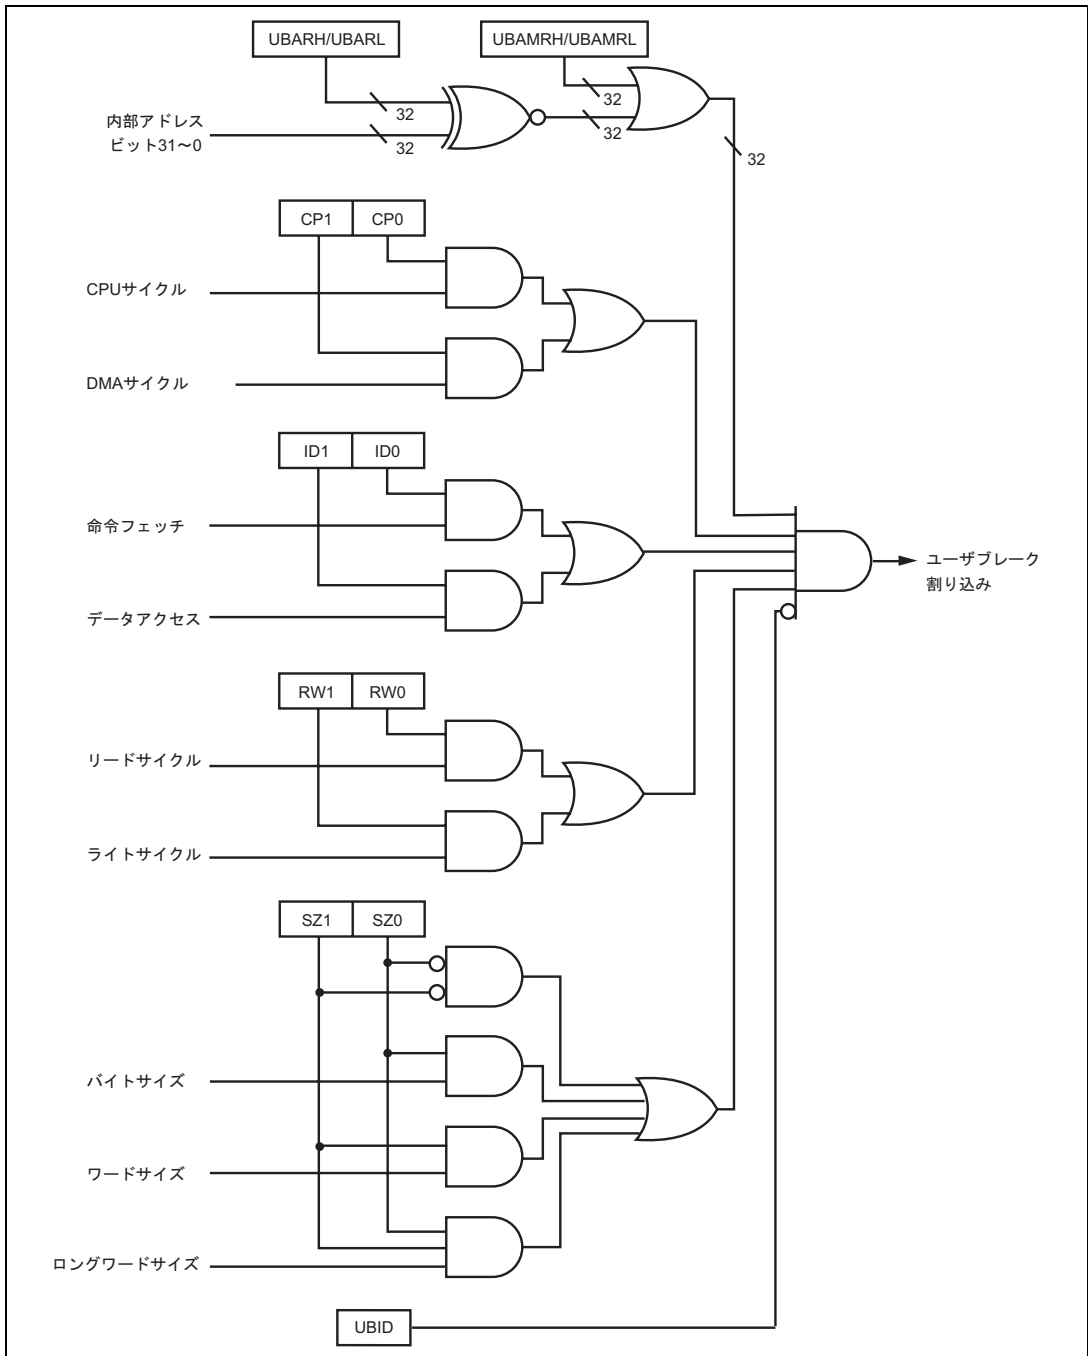 UBARH/UBARL
UBAMRH/UBAMRL
32
32
内部アドレス
ビット31～0
32
32
32
CP1
CP0
CPUサイクル
DMAサイクル
ID1
ID0
命令フェッチ
データアクセス
ユーザブレーク
割り込み
RW1
RW0
リードサイクル
ライトサイクル
SZ1
SZ0
バイトサイズ
ワードサイズ
ロングワードサイズ
UBID